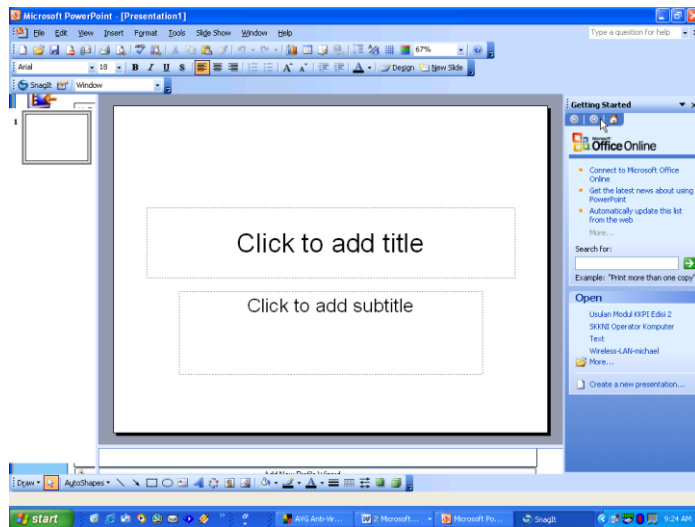 Microsoft PowerPoint - [Presentation1]
File Edit View Insert Format Tools Slide Show Window Help
Type a question for help
67%
Arial 18 B I U S Design New Slide
SnagIt Window
Getting Started
1
Microsoft
Office Online
Connect to Microsoft Office
Online
Get the latest news about using
PowerPoint
Automatically update this list
from the web
More...
Search for:
Example: "Print more than one copy"
Open
Usulan Modul KKPI Edisi 2
SKKNI Operator Komputer
Text
Wireless-LAN-michael
More...
Create a new presentation...
Click to add title
Click to add subtitle
Draw AutoShapes
start
AVG Anti-Vir...
2 Microsoft...
Microsoft Po...
SnagIt
9:24 AM